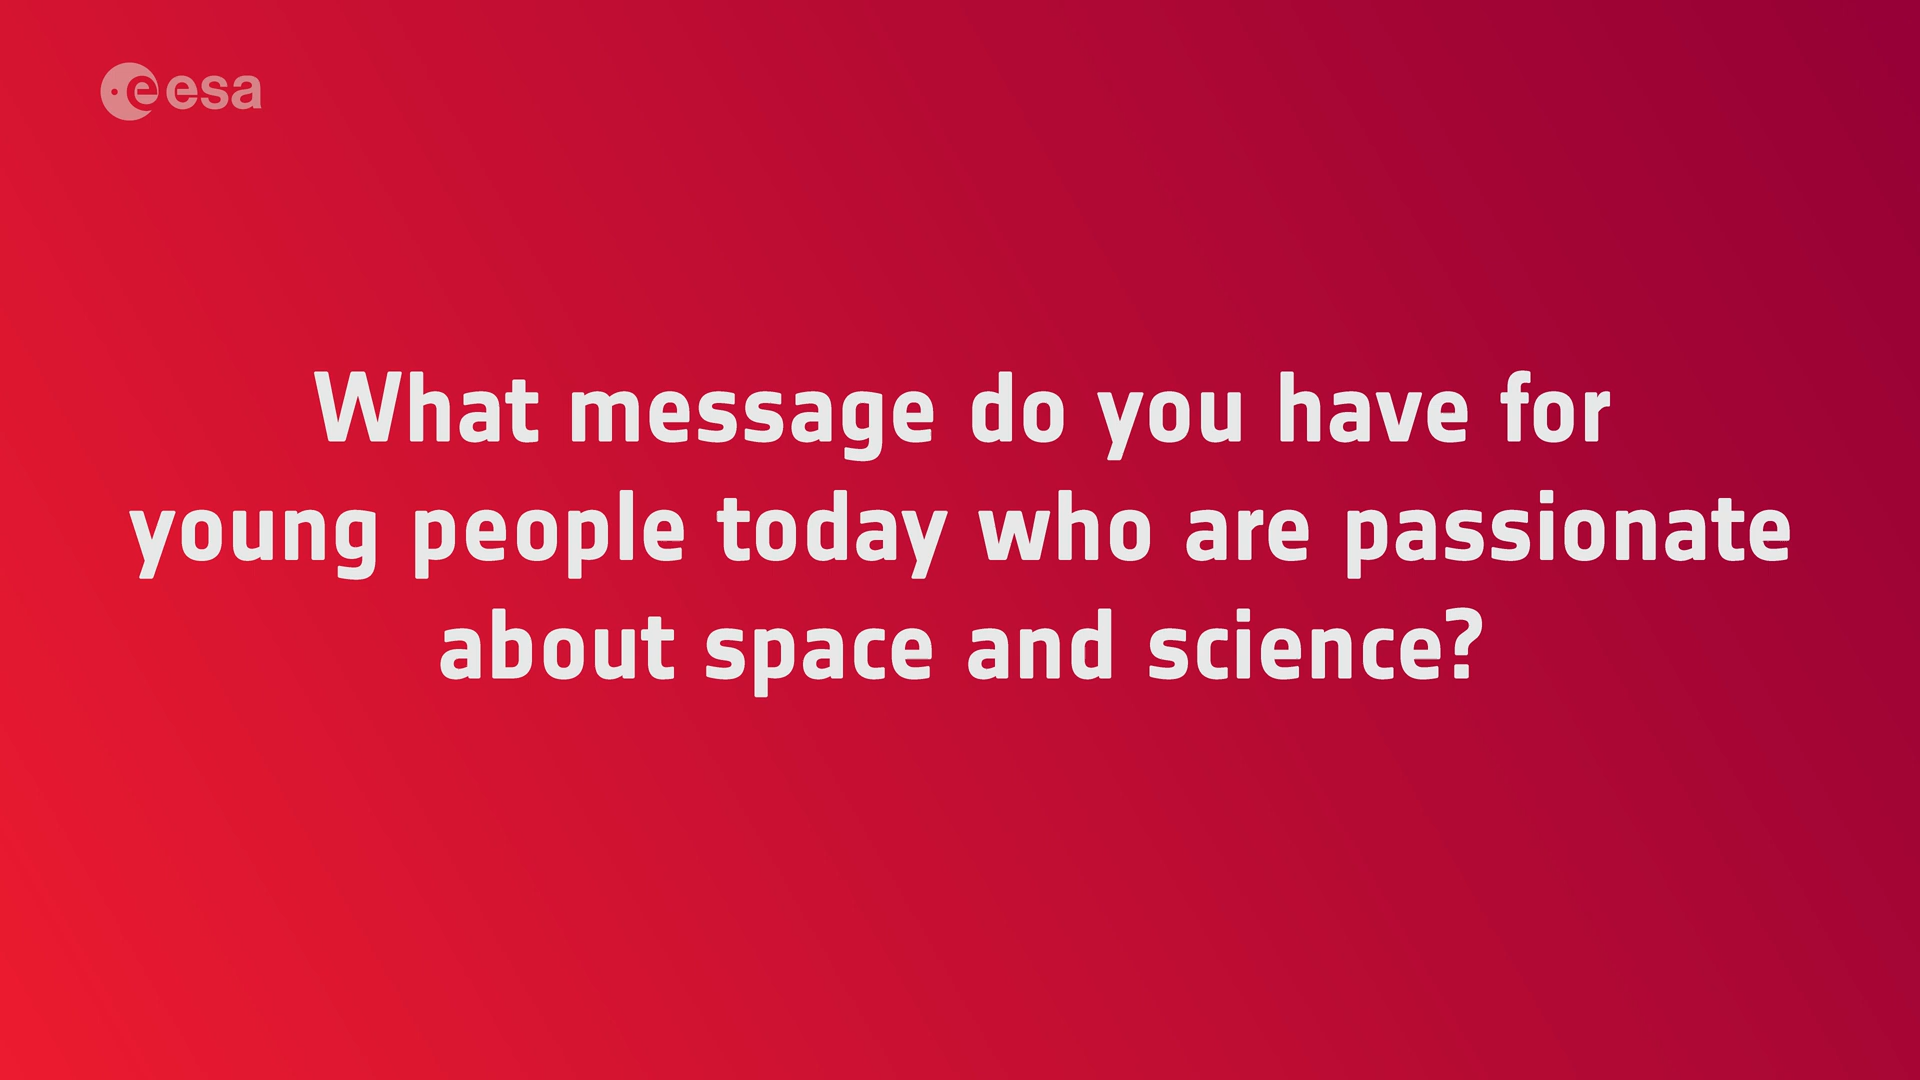 esa
What message do you have for
young people today who are passionate
about space and science?